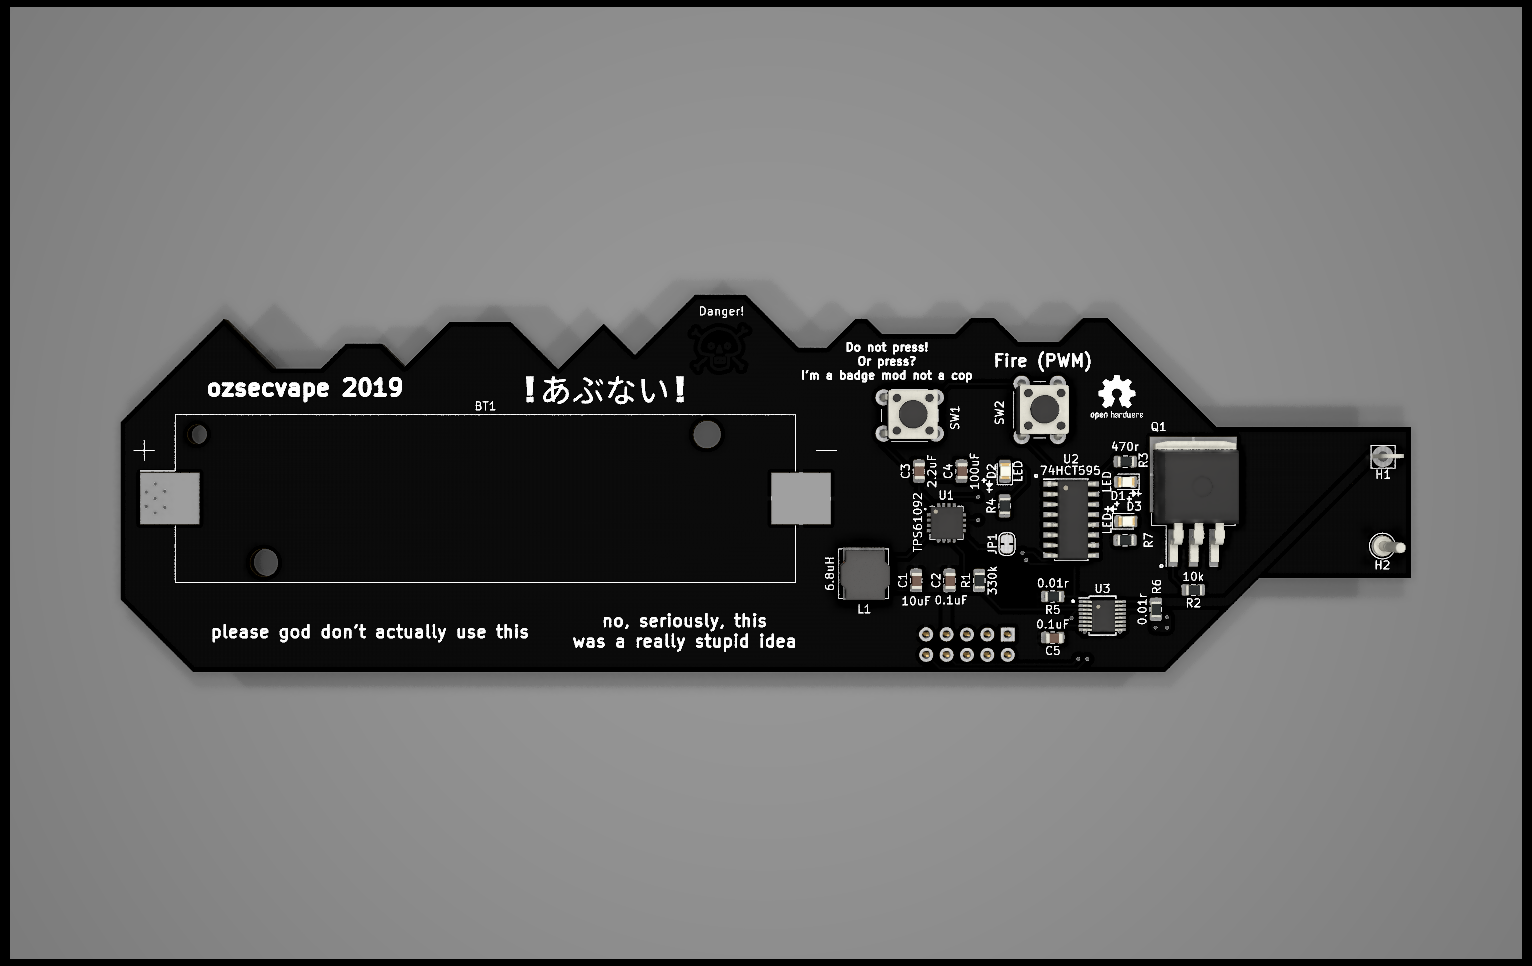 Danger!
Do not press!
Or press?
I'm a badge mod not a cop
Fire (PWM)
ozsecvape 2019
!あぶない!
BT1
SW1
SW2
open hardware
Q1
470r
R3
H1
C3
2.2uF
C4
100uF
D2
LED
U2
74HCT595
LED
D1
D3
LED
R7
U1
TPS61092
R4
JP1
H2
6.8uH
L1
C1
10uF
C2
0.1uF
R1
330k
0.01r
R5
0.1uF
C5
U3
0.01r
R6
10k
R2
please god don't actually use this
no, seriously, this
was a really stupid idea